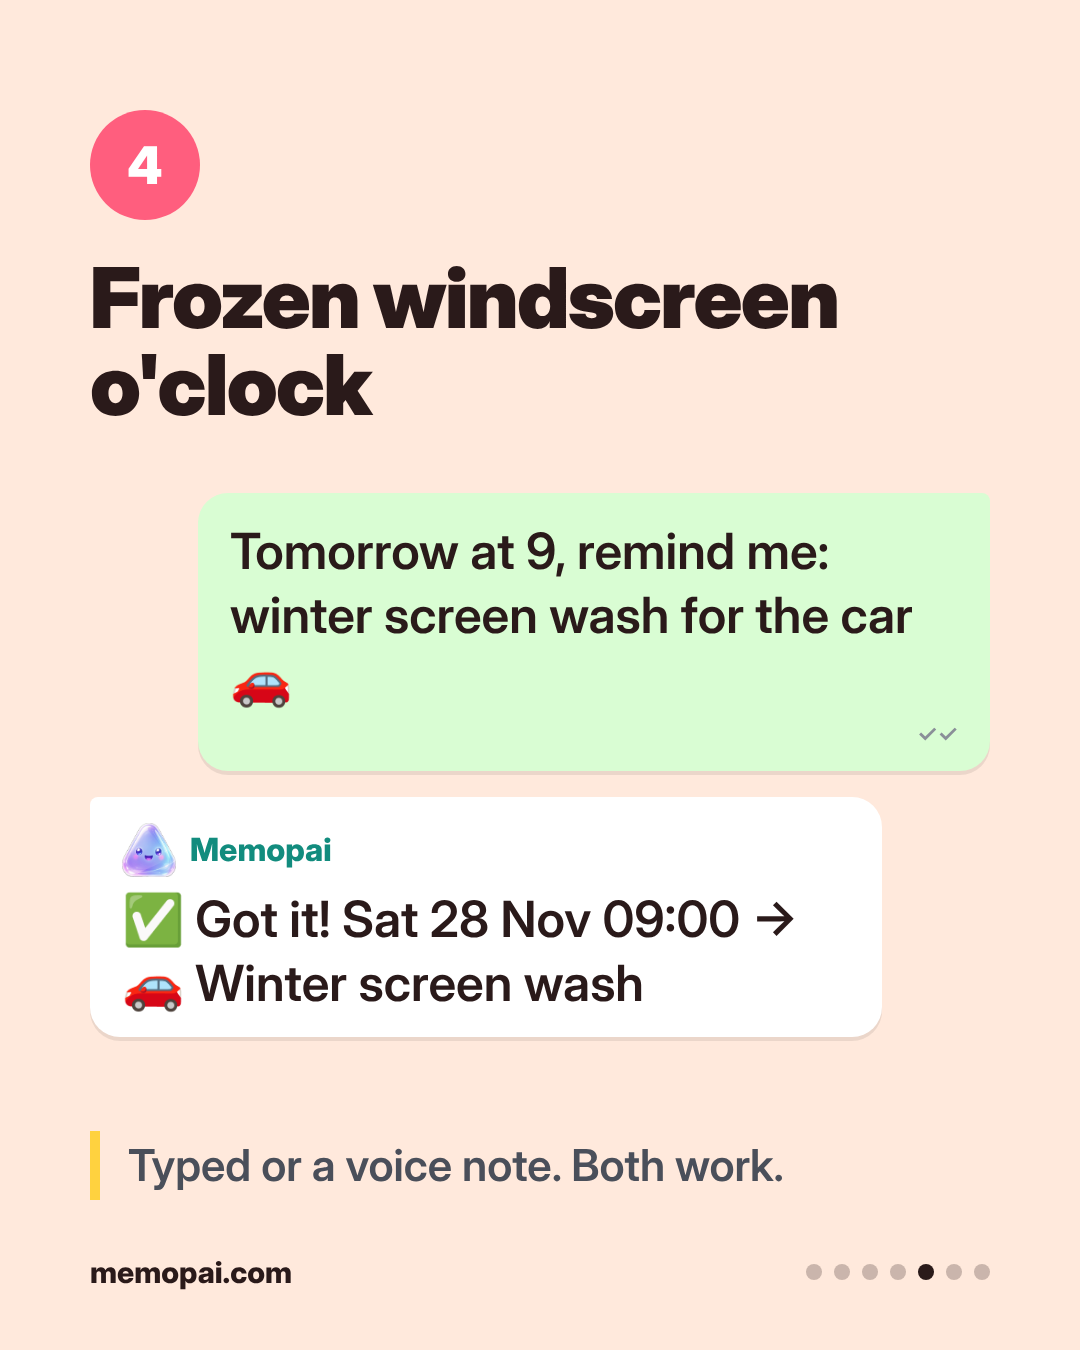 4
Frozen windscreen
o'clock
Tomorrow at 9, remind me:
winter screen wash for the car
🚗
Memopai
✅ Got it! Sat 28 Nov 09:00 →
🚗 Winter screen wash
Typed or a voice note. Both work.
memopai.com